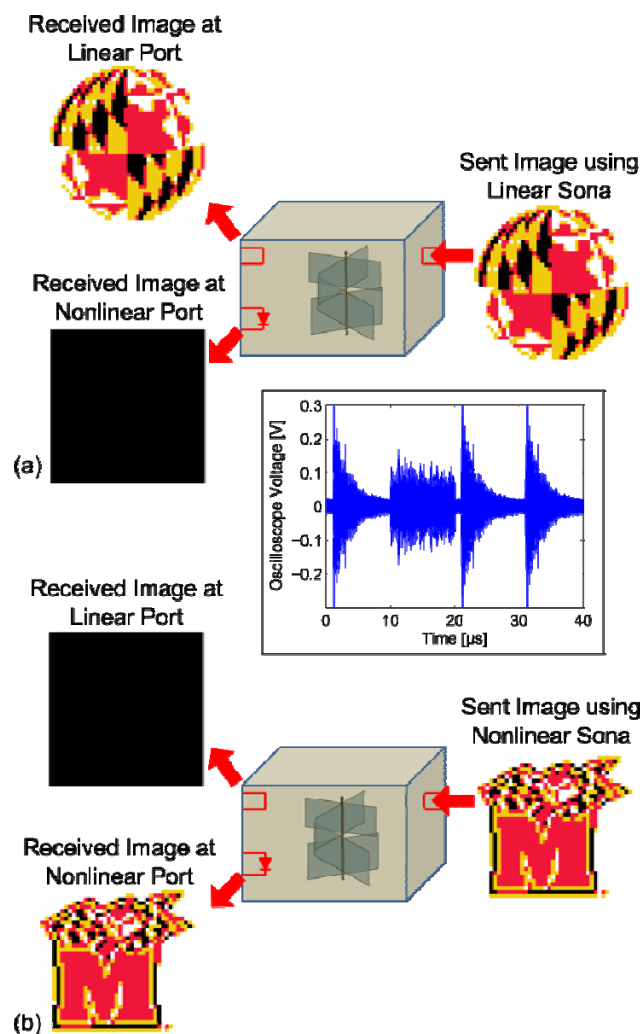 Received Image at
Linear Port
Sent Image using
Linear Sona
Received Image at
Nonlinear Port
(a)
0.3
0.2
0.1
0
−0.1
−0.2
Oscilloscope Voltage [V]
0
10
20
30
40
Time [µs]
Received Image at
Linear Port
Sent Image using
Nonlinear Sona
Received Image at
Nonlinear Port
M
M
(b)